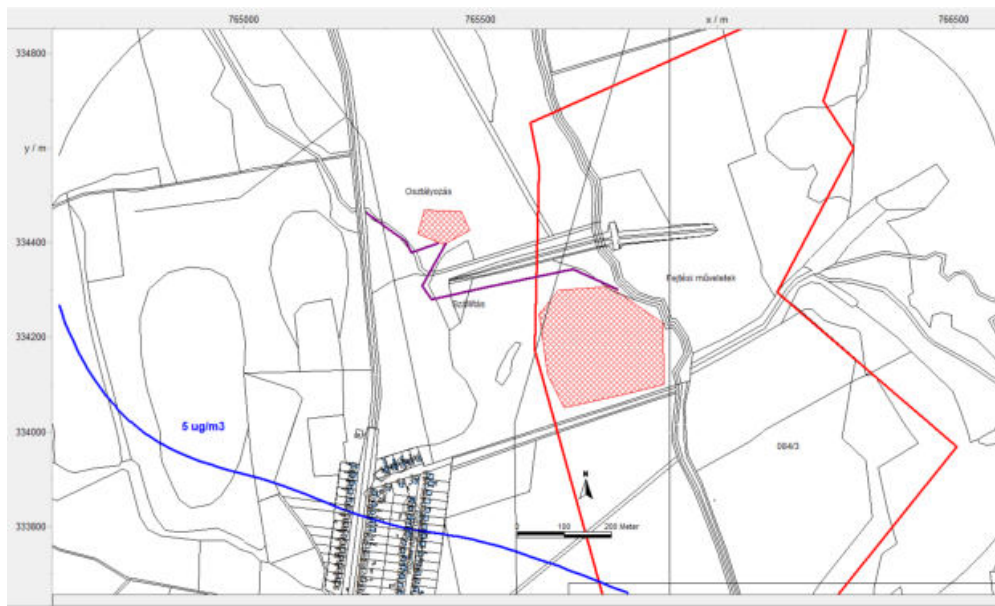 765000
765500
x / m
766500
334800
y / m
Osztályozás
334400
Fejtési műveletek
Szállítás
334200
5 ug/m3
334000
084/3
N
333800
0
100
200 Meter